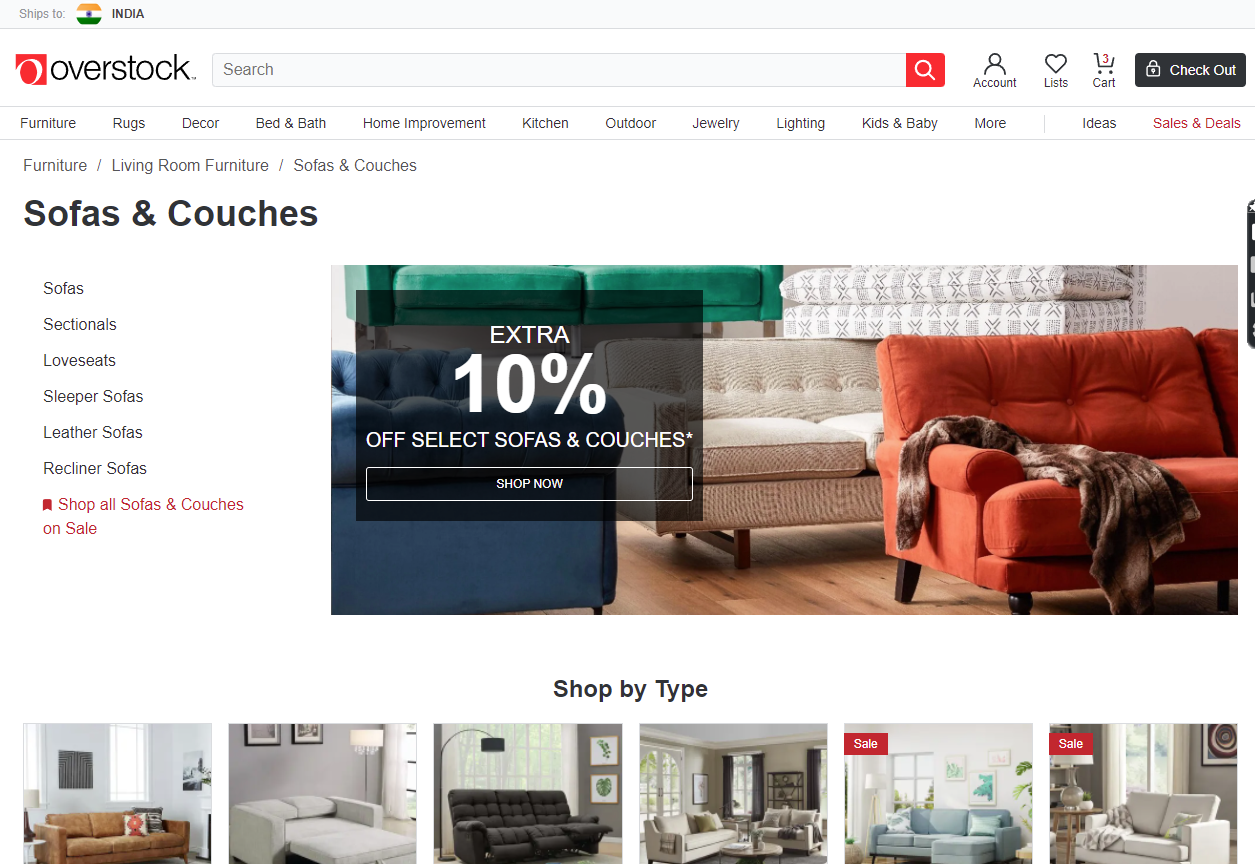 Ships to: INDIA
overstock™
Search
Account
Lists
3
Cart
Check Out
Furniture Rugs Decor Bed & Bath Home Improvement Kitchen Outdoor Jewelry Lighting Kids & Baby More Ideas Sales & Deals
Furniture / Living Room Furniture / Sofas & Couches
Sofas & Couches
Sofas
Sectionals
Loveseats
Sleeper Sofas
Leather Sofas
Recliner Sofas
Shop all Sofas & Couches
on Sale
EXTRA
10%
OFF SELECT SOFAS & COUCHES*
SHOP NOW
Shop by Type
Sale
Sale